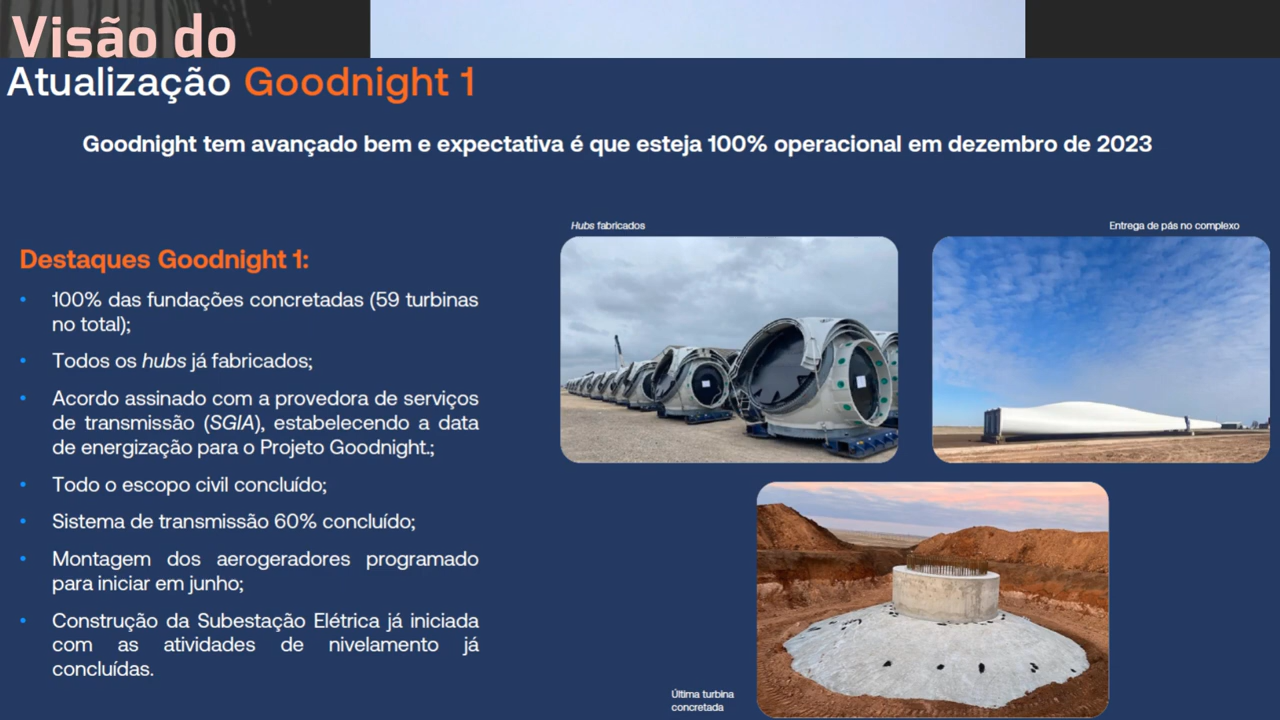 Visão do
Atualização Goodnight 1
Goodnight tem avançado bem e expectativa é que esteja 100% operacional em dezembro de 2023
Destaques Goodnight 1:
• 100% das fundações concretadas (59 turbinas
no total);
• Todos os hubs já fabricados;
• Acordo assinado com a provedora de serviços
de transmissão (SGIA), estabelecendo a data
de energização para o Projeto Goodnight.;
• Todo o escopo civil concluído;
• Sistema de transmissão 60% concluído;
• Montagem dos aerogeradores programado
para iniciar em junho;
• Construção da Subestação Elétrica já iniciada
com as atividades de nivelamento já
concluídas.
Hubs fabricados
Entrega de pás no complexo
Última turbina
concretada